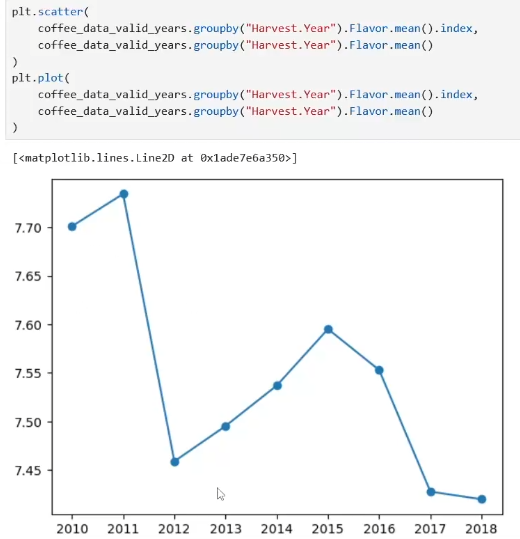 plt.scatter(
    coffee_data_valid_years.groupby("Harvest.Year").Flavor.mean().index,
    coffee_data_valid_years.groupby("Harvest.Year").Flavor.mean()
)
plt.plot(
    coffee_data_valid_years.groupby("Harvest.Year").Flavor.mean().index,
    coffee_data_valid_years.groupby("Harvest.Year").Flavor.mean()
)
[<matplotlib.lines.Line2D at 0x1ade7e6a350>]
7.70
7.65
7.60
7.55
7.50
7.45
2010 2011 2012 2013 2014 2015 2016 2017 2018